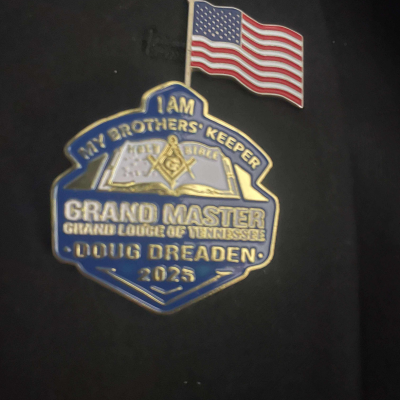 I AM
MY BROTHERS' KEEPER
HOLY BIBLE
G
GRAND MASTER
GRAND LODGE OF TENNESSEE
· DOUG DREADEN ·
2025